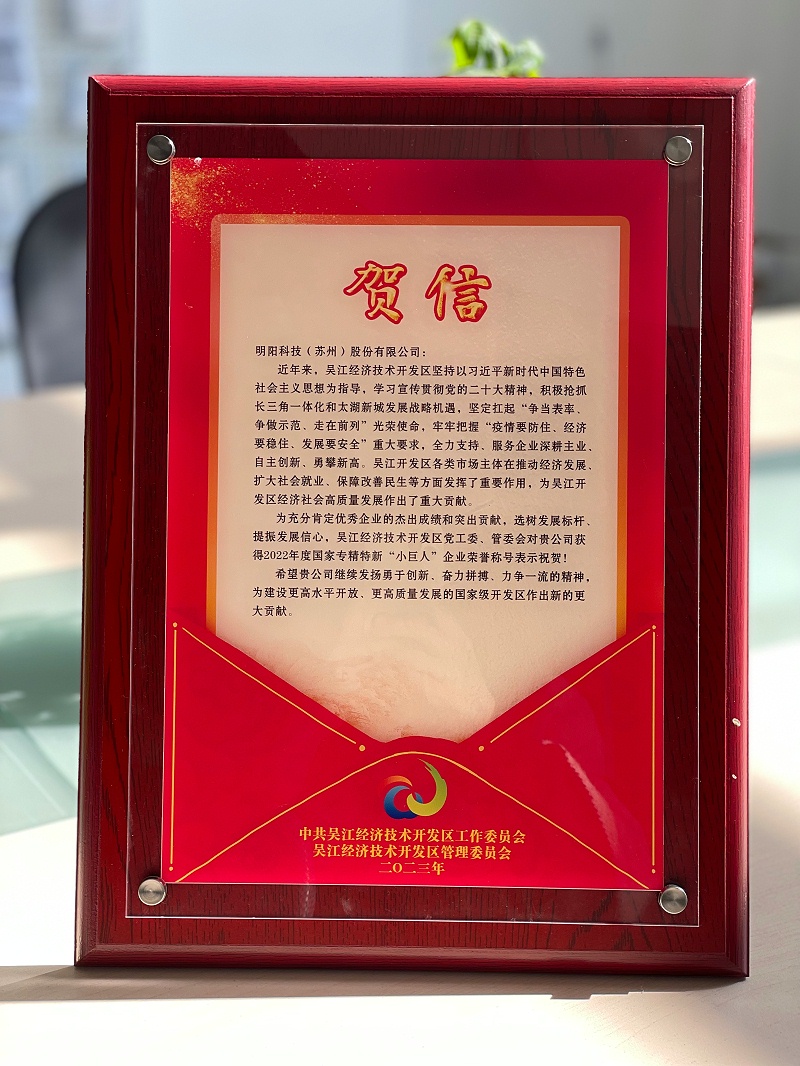 贺信
明阳科技（苏州）股份有限公司：
近年来，吴江经济技术开发区坚持以习近平新时代中国特色
社会主义思想为指导，学习宣传贯彻党的二十大精神，积极抢抓
长三角一体化和太湖新城发展战略机遇，坚定扛起“争当表率、
争做示范、走在前列”光荣使命，牢牢把握“疫情要防住、经济
要稳住、发展要安全”重大要求，全力支持、服务企业深耕主业、
自主创新、勇攀新高。吴江开发区各类市场主体在推动经济发展、
扩大社会就业、保障改善民生等方面发挥了重要作用，为吴江开
发区经济社会高质量发展作出了重大贡献。
为充分肯定优秀企业的杰出成绩和突出贡献，选树发展标杆、
提振发展信心，吴江经济技术开发区党工委、管委会对贵公司获
得2022年度国家专精特新“小巨人”企业荣誉称号表示祝贺！
希望贵公司继续发扬勇于创新、奋力拼搏、力争一流的精神，
为建设更高水平开放、更高质量发展的国家级开发区作出新的更
大贡献。
中共吴江经济技术开发区工作委员会
吴江经济技术开发区管理委员会
二〇二三年